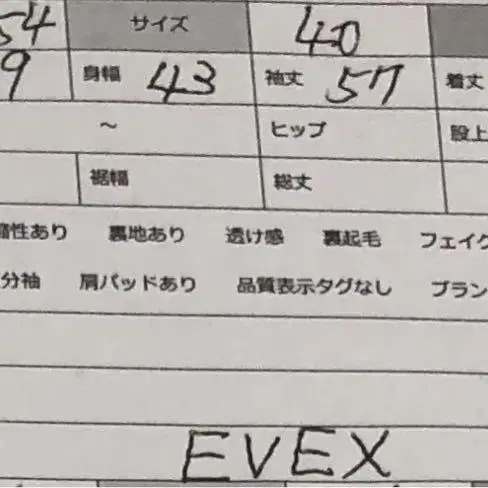 54 サイズ 40
9 身幅 43 袖丈 57 着丈
～ ヒップ 股上
裾幅 総丈
縮性あり 裏地あり 透け感 裏起毛 フェイク
分袖 肩パッドあり 品質表示タグなし ブラン
EVEX